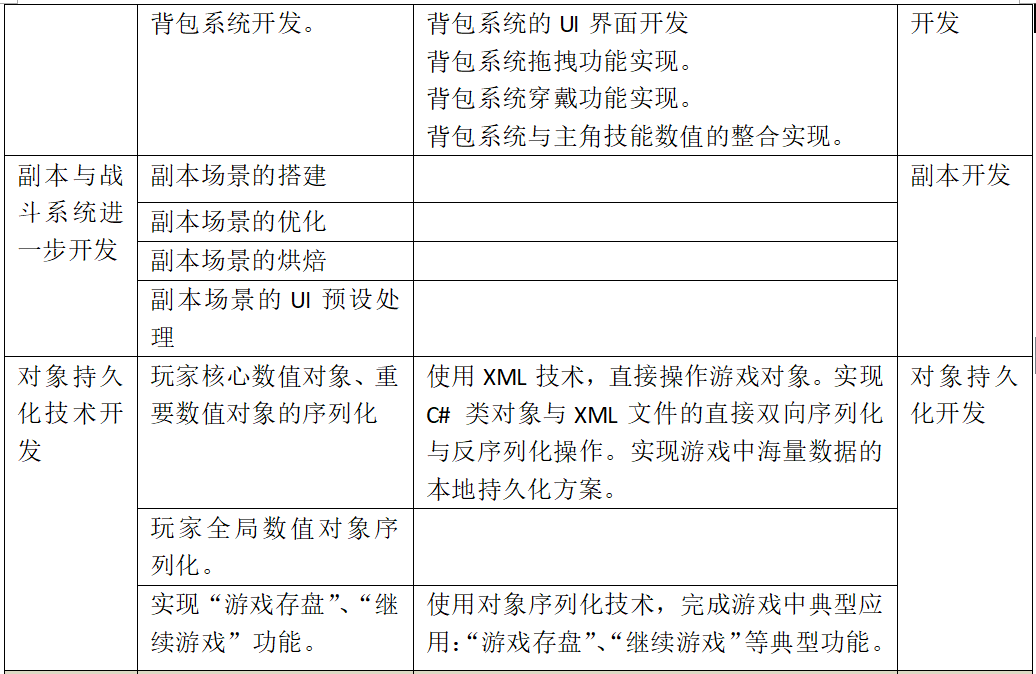 背包系统开发。
背包系统的 UI 界面开发
背包系统拖拽功能实现。
背包系统穿戴功能实现。
背包系统与主角技能数值的整合实现。
开发
副本与战
斗系统进
一步开发
副本场景的搭建
副本场景的优化
副本场景的烘焙
副本场景的 UI 预设处
理
副本开发
对象持久
化技术开
发
玩家核心数值对象、重
要数值对象的序列化
使用 XML 技术，直接操作游戏对象。实现
C# 类对象与 XML 文件的直接双向序列化
与反序列化操作。实现游戏中海量数据的
本地持久化方案。
对象持久
化开发
玩家全局数值对象序
列化。
实现“游戏存盘”、“继
续游戏”功能。
使用对象序列化技术，完成游戏中典型应
用：“游戏存盘”、“继续游戏”等典型功能。